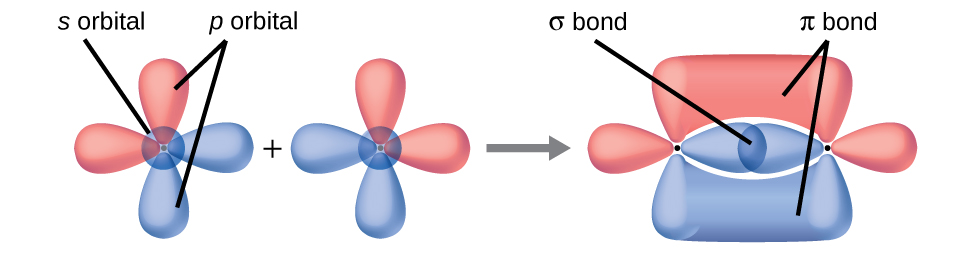 s orbital
p orbital
σ bond
π bond
+